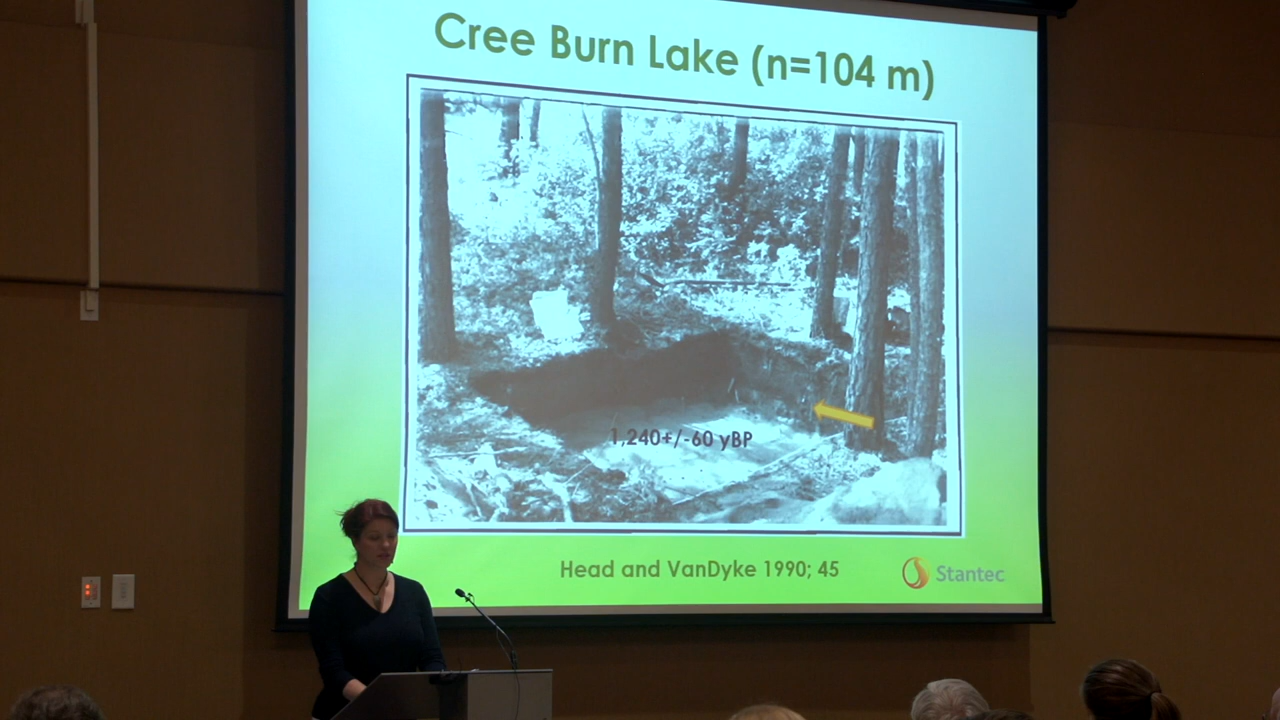 Cree Burn Lake (n=104 m)
1,240+/-60 yBP
Head and VanDyke 1990; 45
Stantec